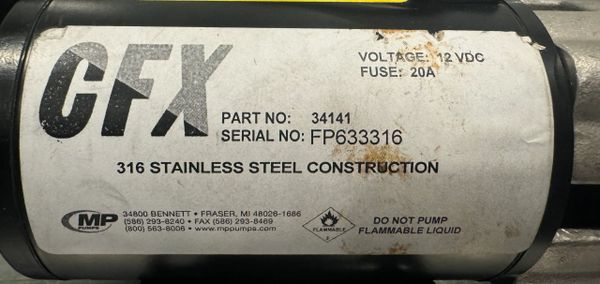 CFX
VOLTAGE: 12 VDC
FUSE: 20A
PART NO: 34141
SERIAL NO: FP633316
316 STAINLESS STEEL CONSTRUCTION
MP
PUMPS
34800 BENNETT • FRASER, MI 48026-1686
(586) 293-8240 • FAX (586) 293-8469
(800) 563-8006 • www.mppumps.com
FLAMMABLE
3
DO NOT PUMP
FLAMMABLE LIQUID